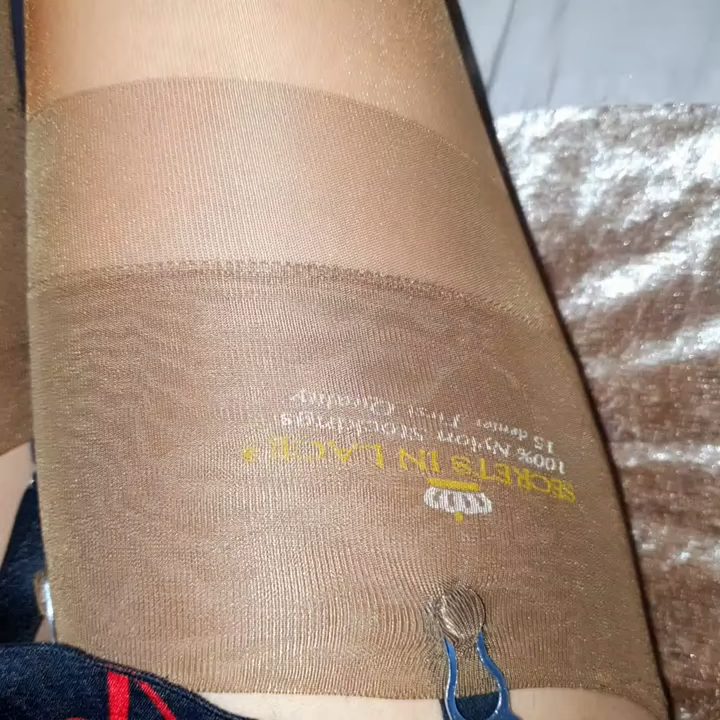 SECRETS IN LACE®
100% Nylon Stockings
15 denier, First Quality